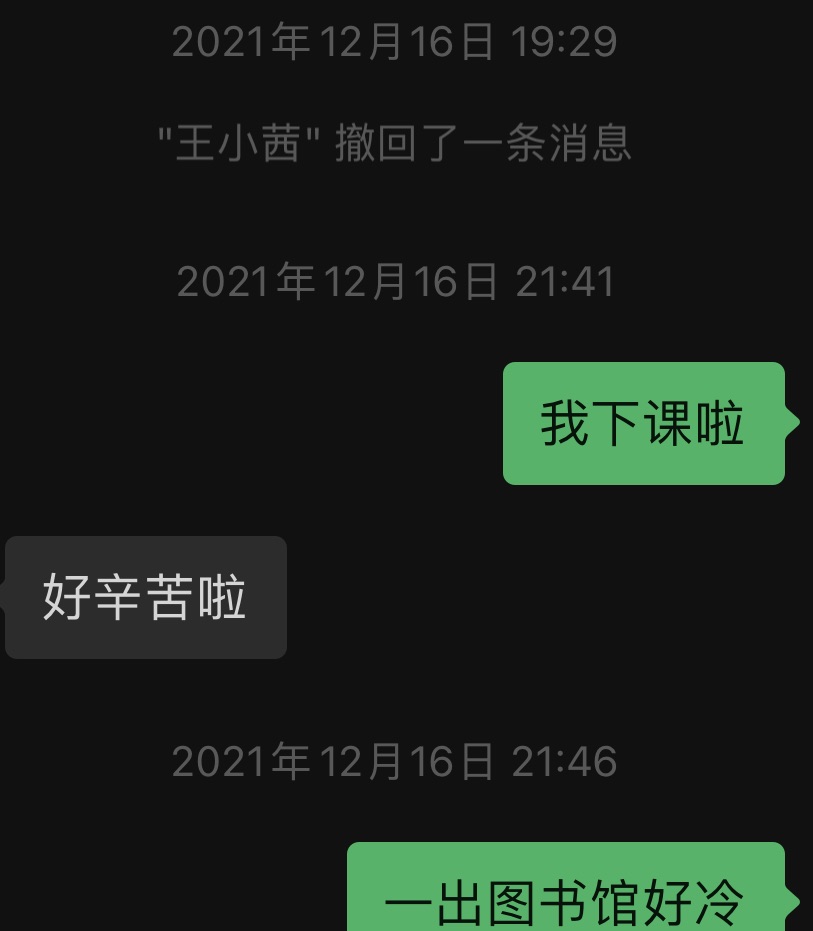 2021年12月16日 19:29
"王小茜" 撤回了一条消息
2021年12月16日 21:41
我下课啦
好辛苦啦
2021年12月16日 21:46
一出图书馆好冷